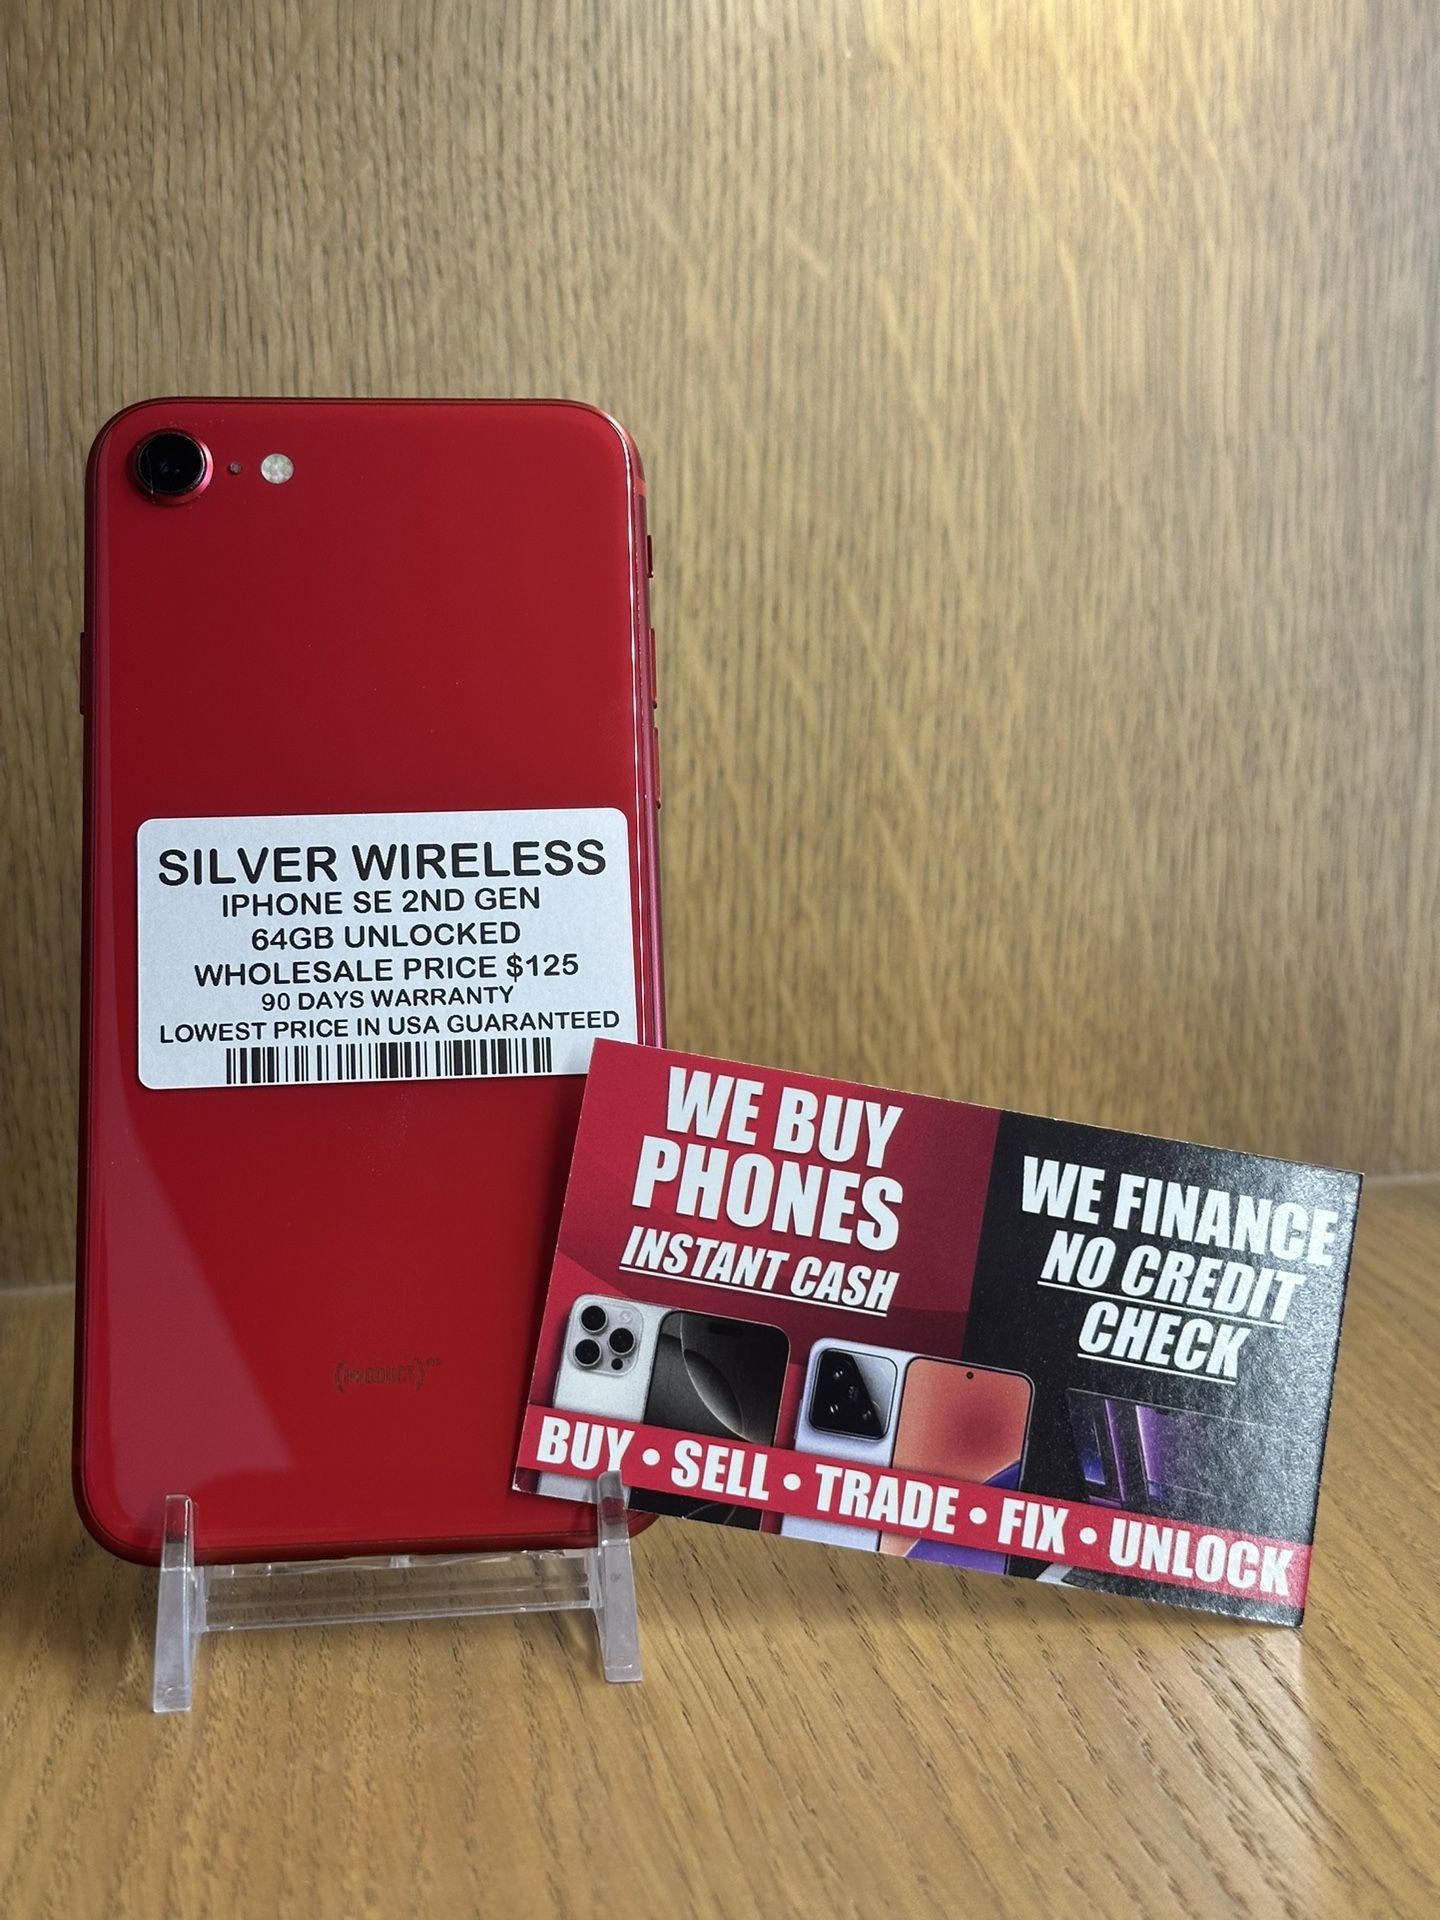 SILVER WIRELESS
IPHONE SE 2ND GEN
64GB UNLOCKED
WHOLESALE PRICE $125
90 DAYS WARRANTY
LOWEST PRICE IN USA GUARANTEED
(PRODUCT)
WE BUY
PHONES
INSTANT CASH
WE FINANCE
NO CREDIT
CHECK
BUY • SELL • TRADE • FIX • UNLOCK